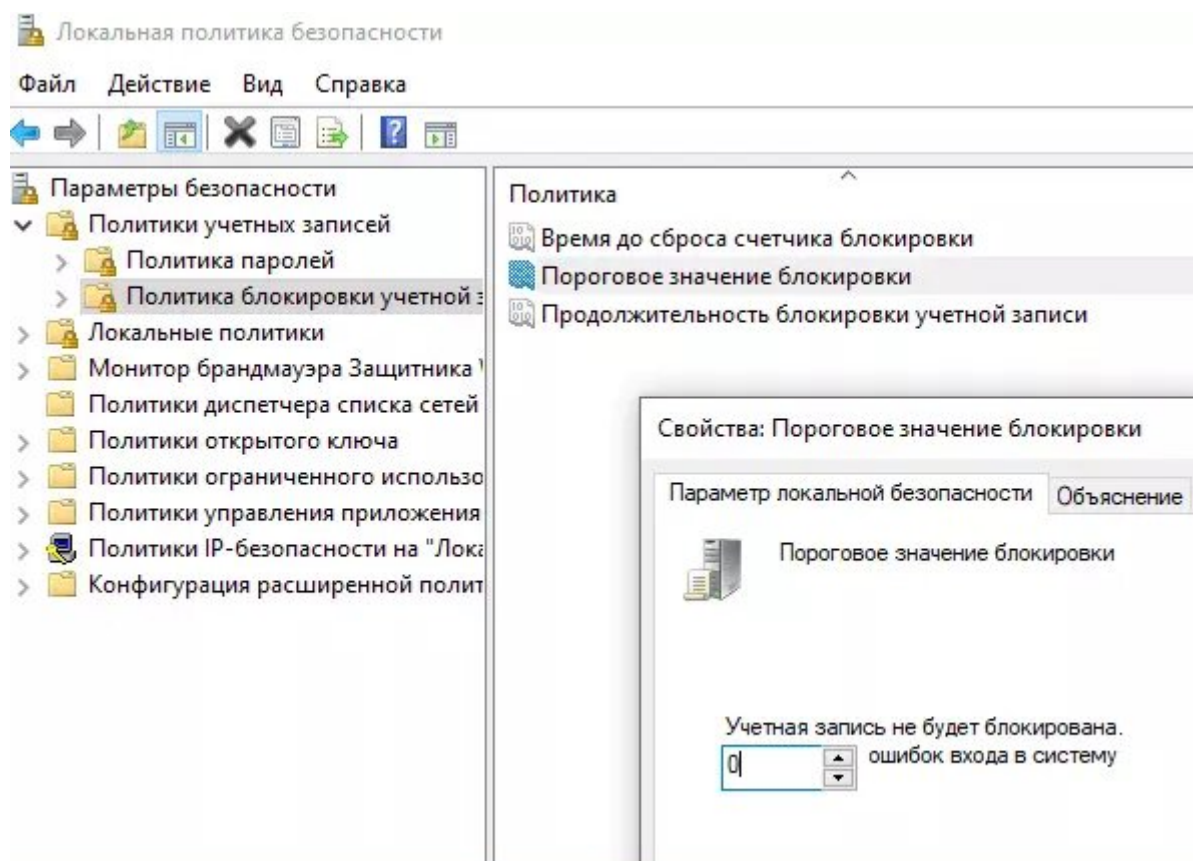 Локальная политика безопасности
Файл Действие Вид Справка
Параметры безопасности
Политики учетных записей
Политика паролей
Политика блокировки учетной з
Локальные политики
Монитор брандмауэра Защитника
Политики диспетчера списка сетей
Политики открытого ключа
Политики ограниченного использо
Политики управления приложения
Политики IP-безопасности на "Лока
Конфигурация расширенной полит
Политика
Время до сброса счетчика блокировки
Пороговое значение блокировки
Продолжительность блокировки учетной записи
Свойства: Пороговое значение блокировки
Параметр локальной безопасности Объяснение
Пороговое значение блокировки
Учетная запись не будет блокирована.
0 ошибок входа в систему